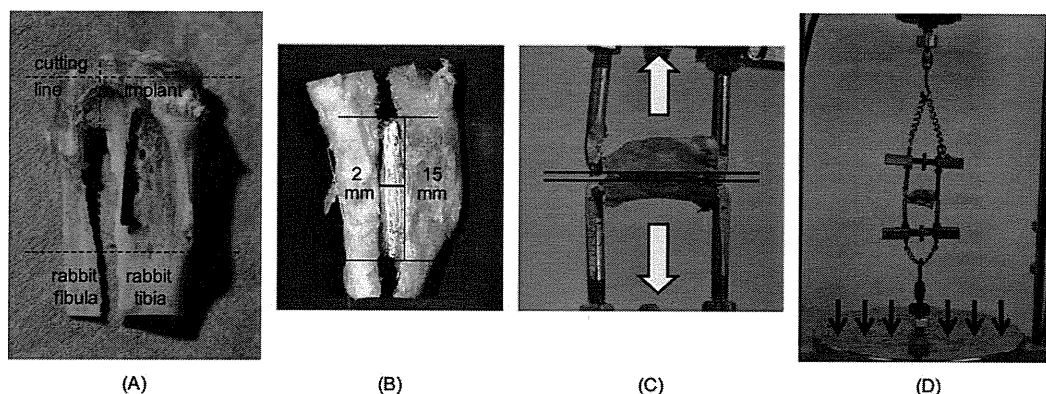 cutting
line
implant
rabbit
fibula
rabbit
tibia
2
mm
15
mm
(A)
(B)
(C)
(D)